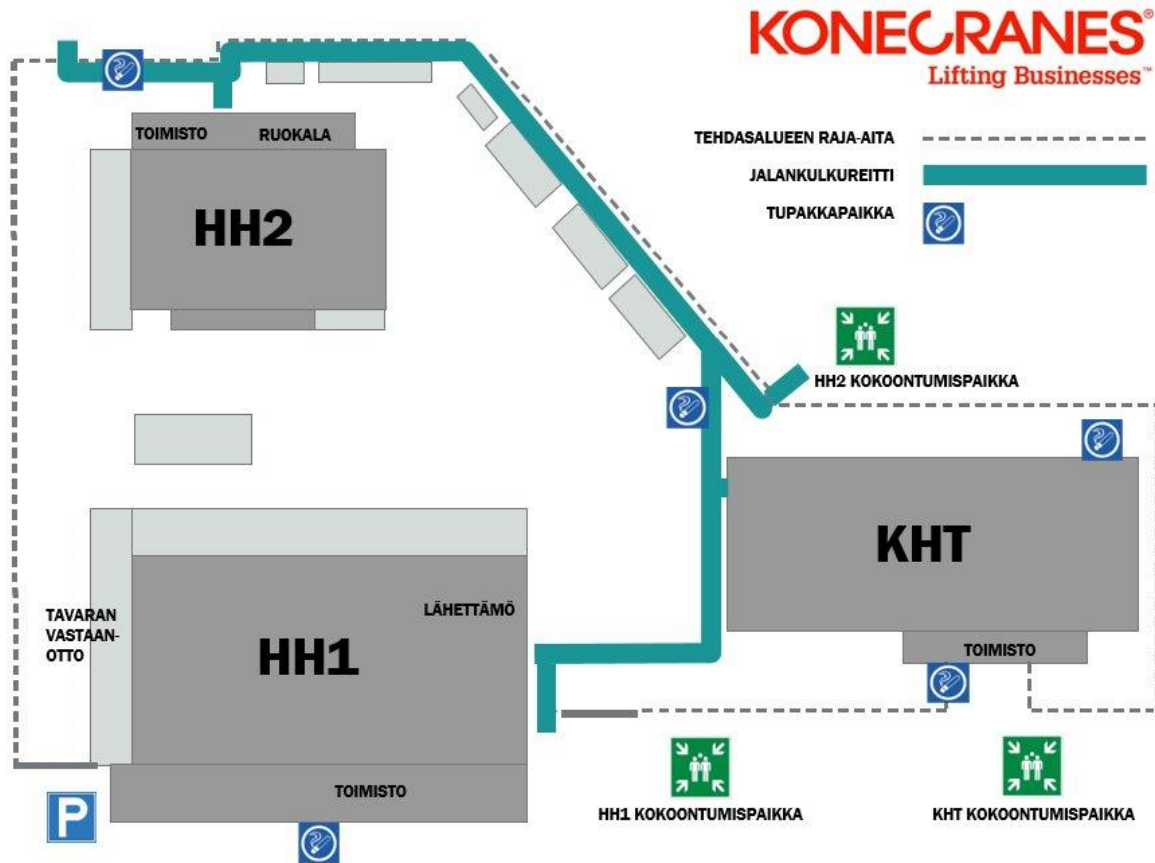 KONECRANES®
Lifting Businesses™
TEHDASALUEEN RAJA-AITA
JALANKULKUREITTI
TUPAKKAPAIKKA
TOIMISTO
RUOKALA
HH2
HH2 KOKOONTUMISPAIKKA
KHT
TOIMISTO
TAVARAN
VASTAAN-
OTTO
LÄHETTÄMÖ
HH1
TOIMISTO
P
HH1 KOKOONTUMISPAIKKA
KHT KOKOONTUMISPAIKKA